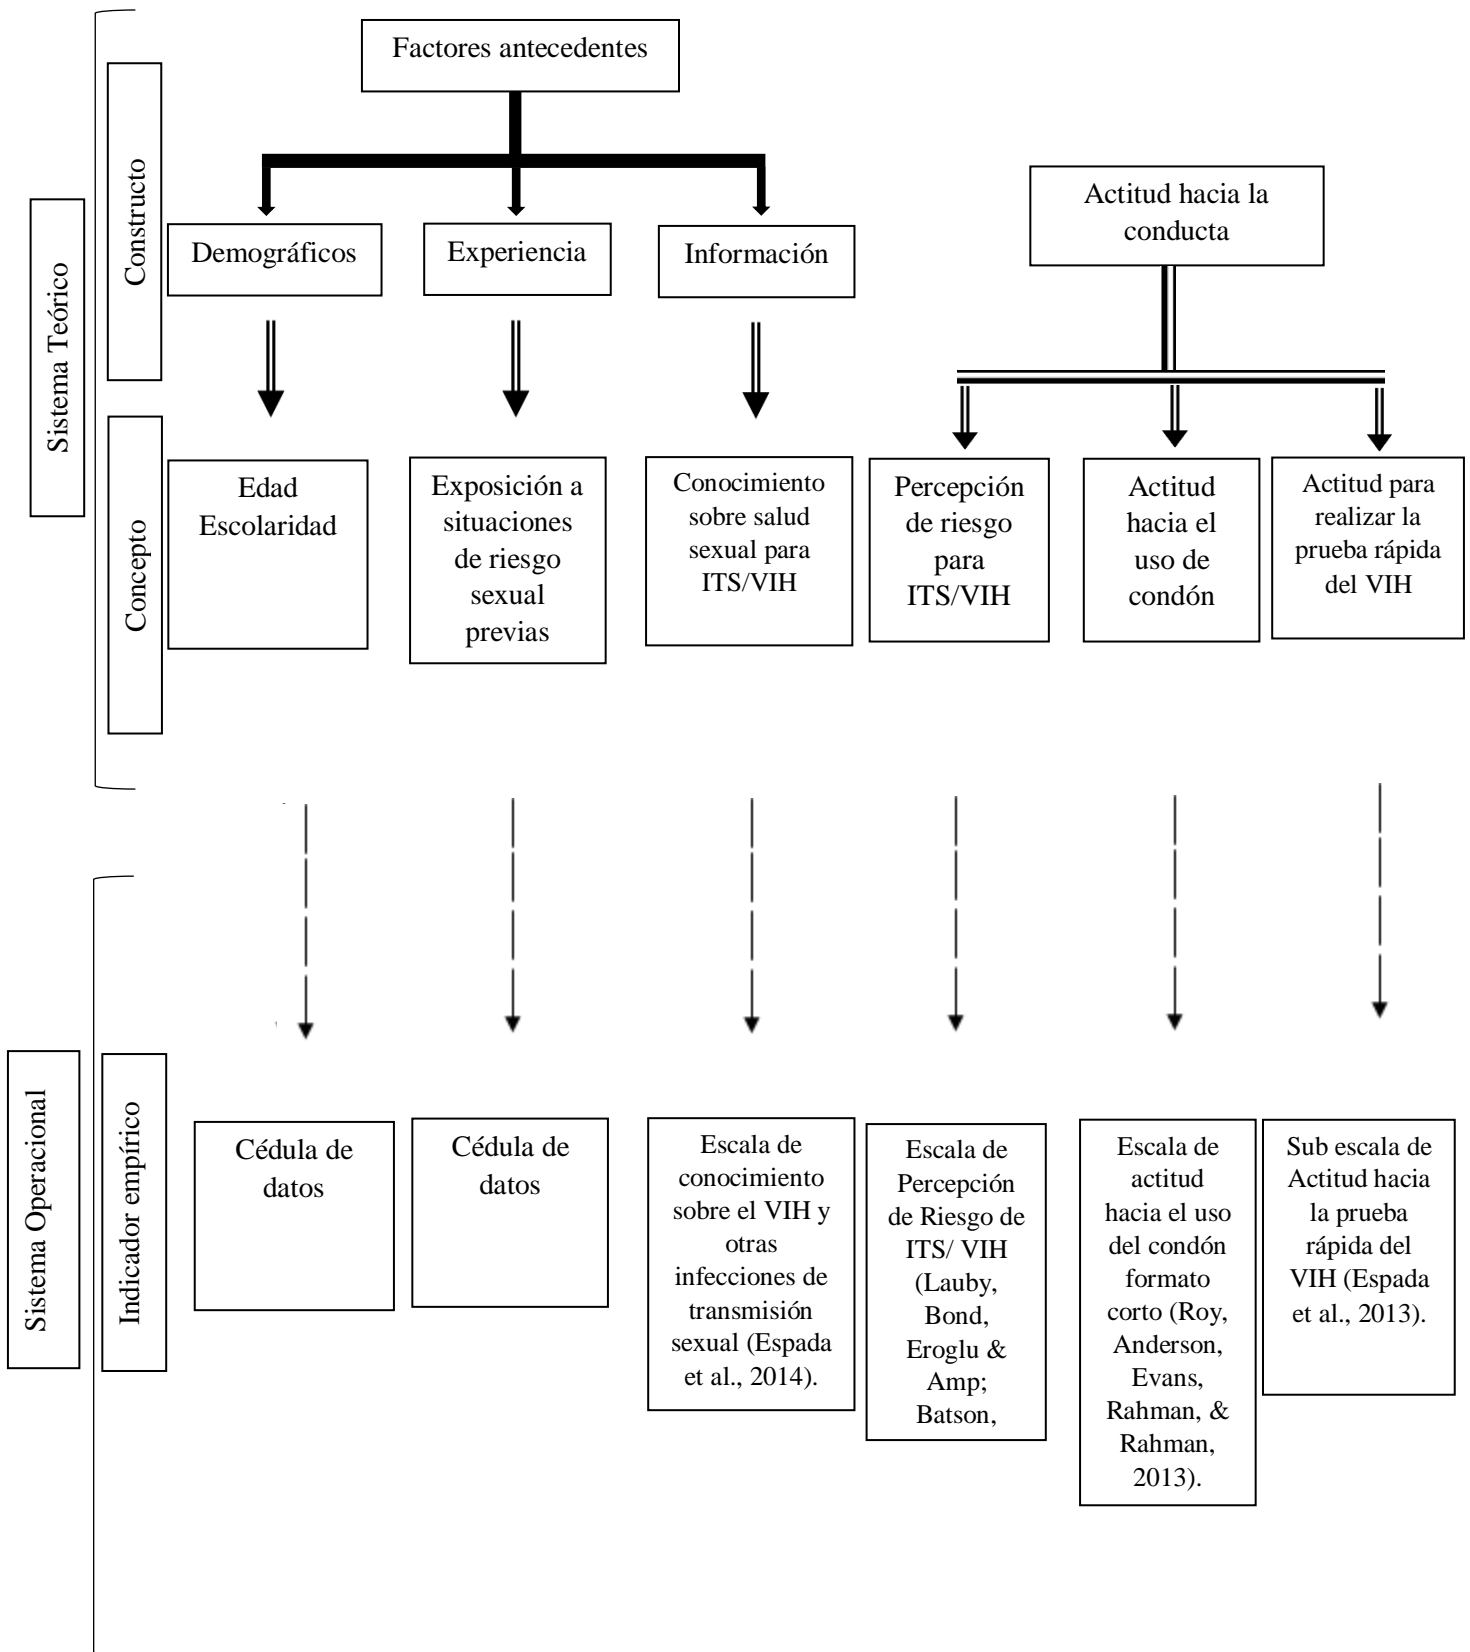 Factores antecedentes
Sistema Teórico
Constructo
Demográficos
Experiencia
Información
Actitud hacia la
conducta
Concepto
Edad
Escolaridad
Exposición a
situaciones
de riesgo
sexual
previas
Conocimiento
sobre salud
sexual para
ITS/VIH
Percepción
de riesgo
para
ITS/VIH
Actitud
hacia el
uso de
condón
Actitud para
realizar la
prueba rápida
del VIH
Sistema Operacional
Indicador empírico
Cédula de
datos
Cédula de
datos
Escala de
conocimiento
sobre el VIH y
otras
infecciones de
transmisión
sexual (Espada
et al., 2014).
Escala de
Percepción
de Riesgo de
ITS/ VIH
(Lauby,
Bond,
Eroglu &
Amp;
Batson,
Escala de
actitud
hacia el uso
del condón
formato
corto (Roy,
Anderson,
Evans,
Rahman, &
Rahman,
2013).
Sub escala de
Actitud hacia
la prueba
rápida del
VIH (Espada
et al., 2013).